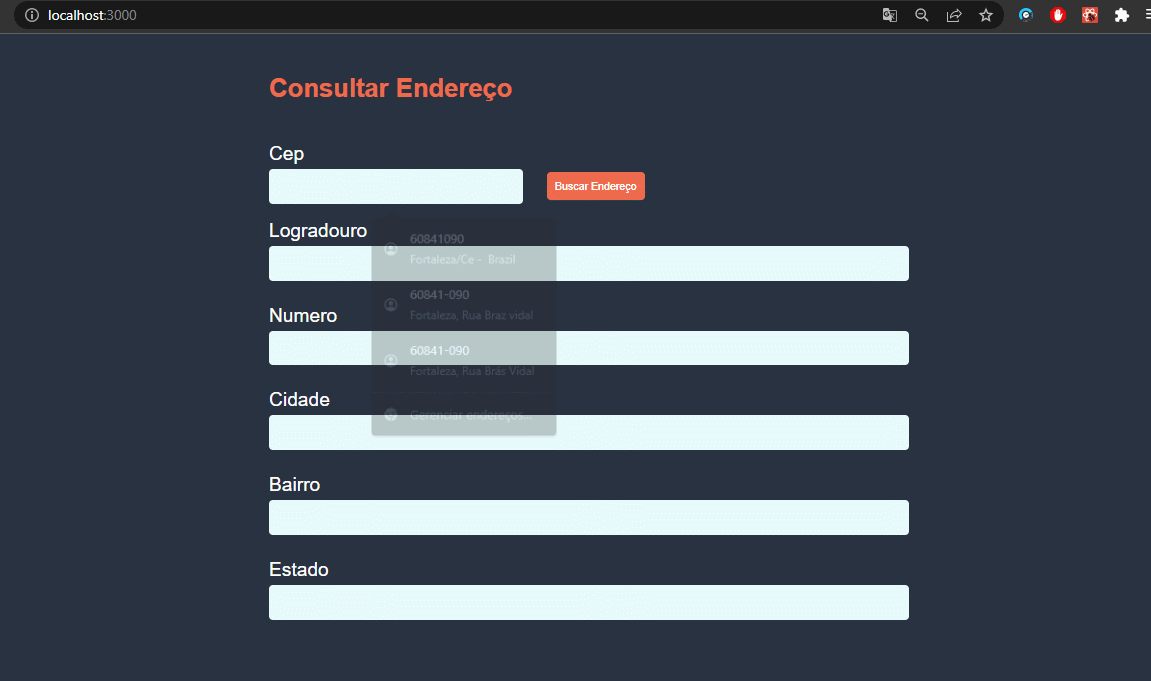 localhost:3000
Consultar Endereço
Cep
Buscar Endereço
Logradouro
60841090
Fortaleza/Ce - Brazil
60841-090
Fortaleza, Rua Braz vidal
Numero
60841-090
Fortaleza, Rua Brás Vidal
Cidade
Gerenciar endereços...
Bairro
Estado